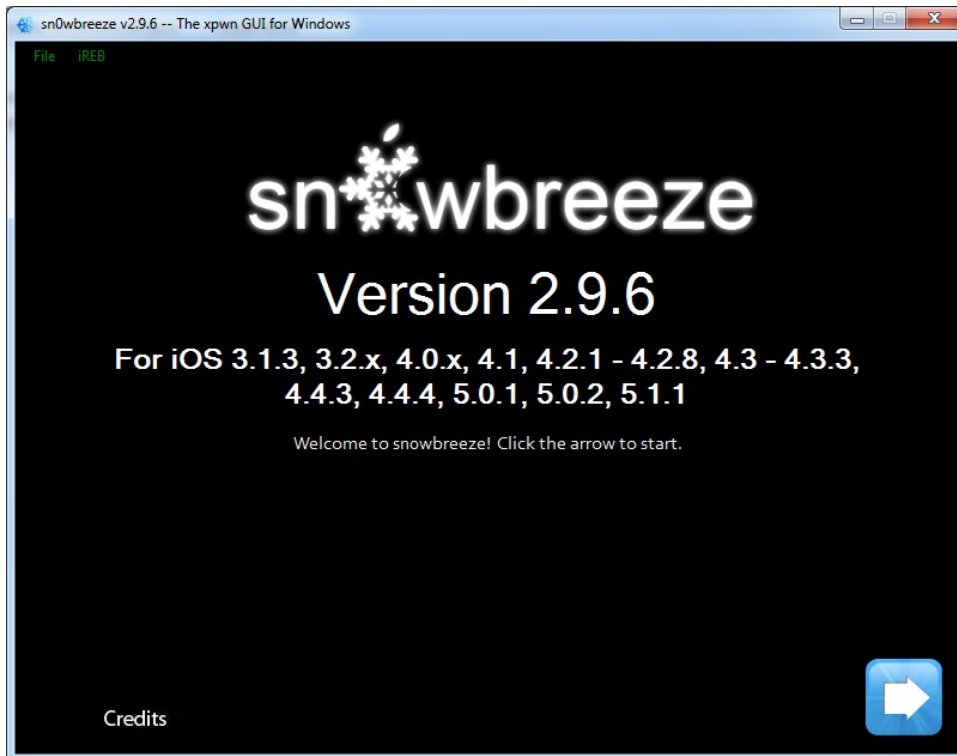 sn0wbreeze v2.9.6 -- The xpwn GUI for Windows
File iREB
sn0wbreeze
Version 2.9.6
For iOS 3.1.3, 3.2.x, 4.0.x, 4.1, 4.2.1 - 4.2.8, 4.3 - 4.3.3,
4.4.3, 4.4.4, 5.0.1, 5.0.2, 5.1.1
Welcome to snowbreeze! Click the arrow to start.
Credits